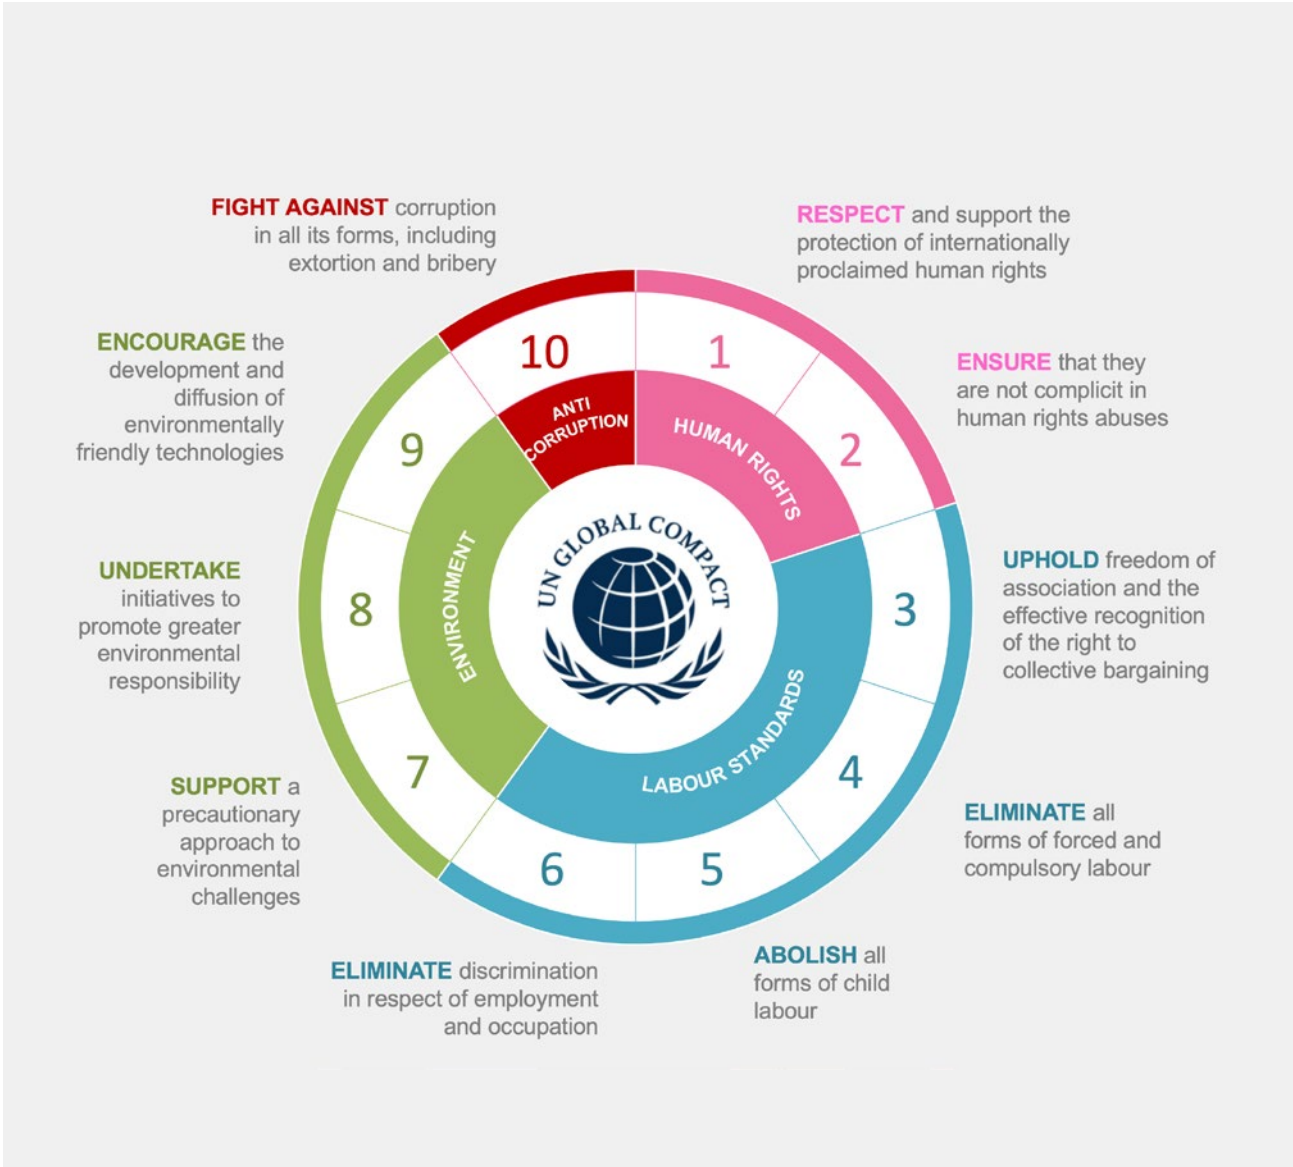 FIGHT AGAINST corruption
in all its forms, including
extortion and bribery
RESPECT and support the
protection of internationally
proclaimed human rights
ENCOURAGE the
development and
diffusion of
environmentally
friendly technologies
ENSURE that they
are not complicit in
human rights abuses
UNDERTAKE
initiatives to
promote greater
environmental
responsibility
UPHOLD freedom of
association and the
effective recognition
of the right to
collective bargaining
SUPPORT a
precautionary
approach to
environmental
challenges
ELIMINATE all
forms of forced and
compulsory labour
ELIMINATE discrimination
in respect of employment
and occupation
ABOLISH all
forms of child
labour
10
1
2
3
4
5
6
7
8
9
ANTI
CORRUPTION
HUMAN RIGHTS
LABOUR STANDARDS
ENVIRONMENT
UN GLOBAL COMPACT